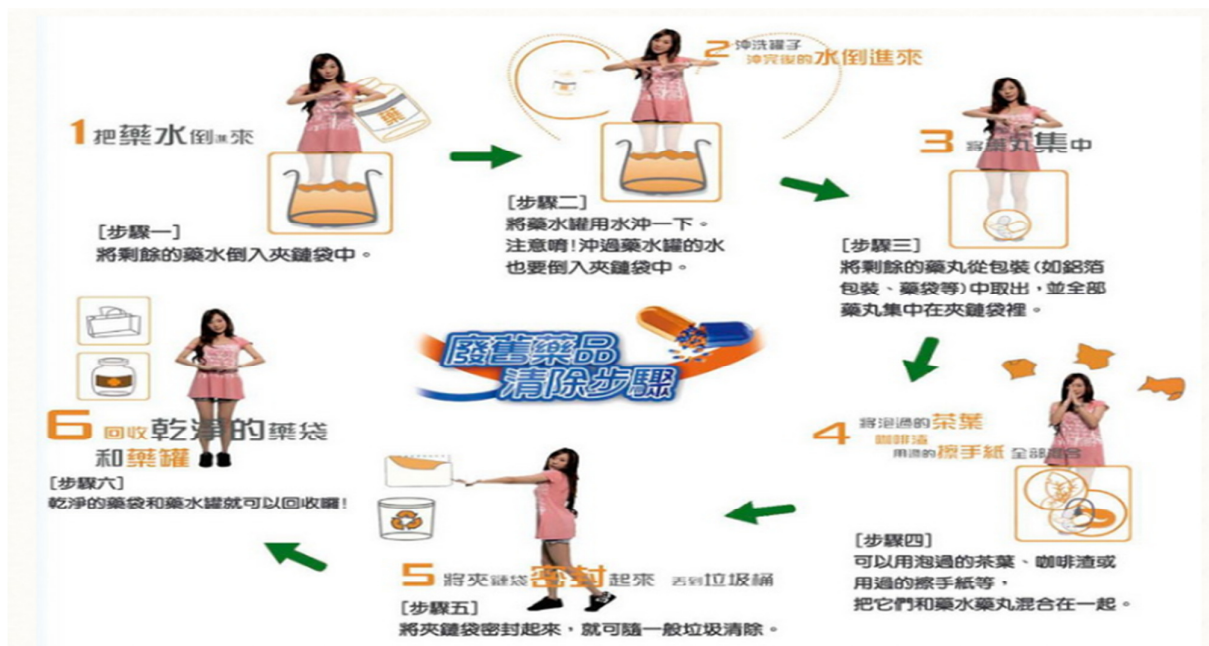 1 把藥水倒進來
[步驟一]
將剩餘的藥水倒入夾鏈袋中。
2 沖洗罐子
沖完後的水倒進來
[步驟二]
將藥水罐用水沖一下。
注意唷!沖過藥水罐的水
也要倒入夾鏈袋中。
3 將藥丸集中
[步驟三]
將剩餘的藥丸從包裝(如鋁箔
包裝、藥袋等)中取出,並全部
藥丸集中在夾鏈袋裡。
4 將泡過的茶葉
咖啡渣
用過的擦手紙 全部混合
[步驟四]
可以用泡過的茶葉、咖啡渣或
用過的擦手紙等,
把它們和藥水藥丸混合在一起。
5 將夾鏈袋密封起來 丟到垃圾桶
[步驟五]
將夾鏈袋密封起來,就可隨一般垃圾清除。
6 回收乾淨的藥袋
和藥罐
[步驟六]
乾淨的藥袋和藥水罐就可以回收囉!
廢舊藥品
清除步驟
藥